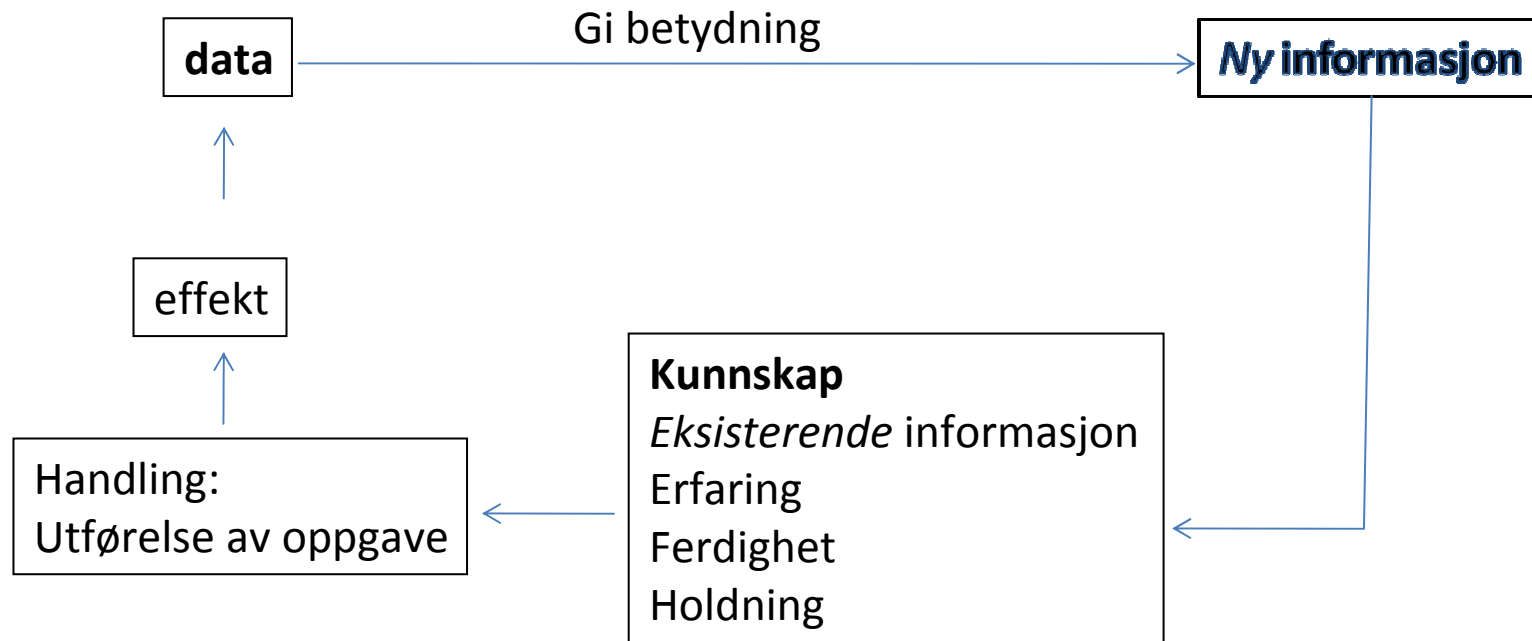 Gi betydning
data
Ny informasjon
effekt
Kunnskap
Eksisterende informasjon
Erfaring
Ferdighet
Holdning
Handling:
Utførelse av oppgave